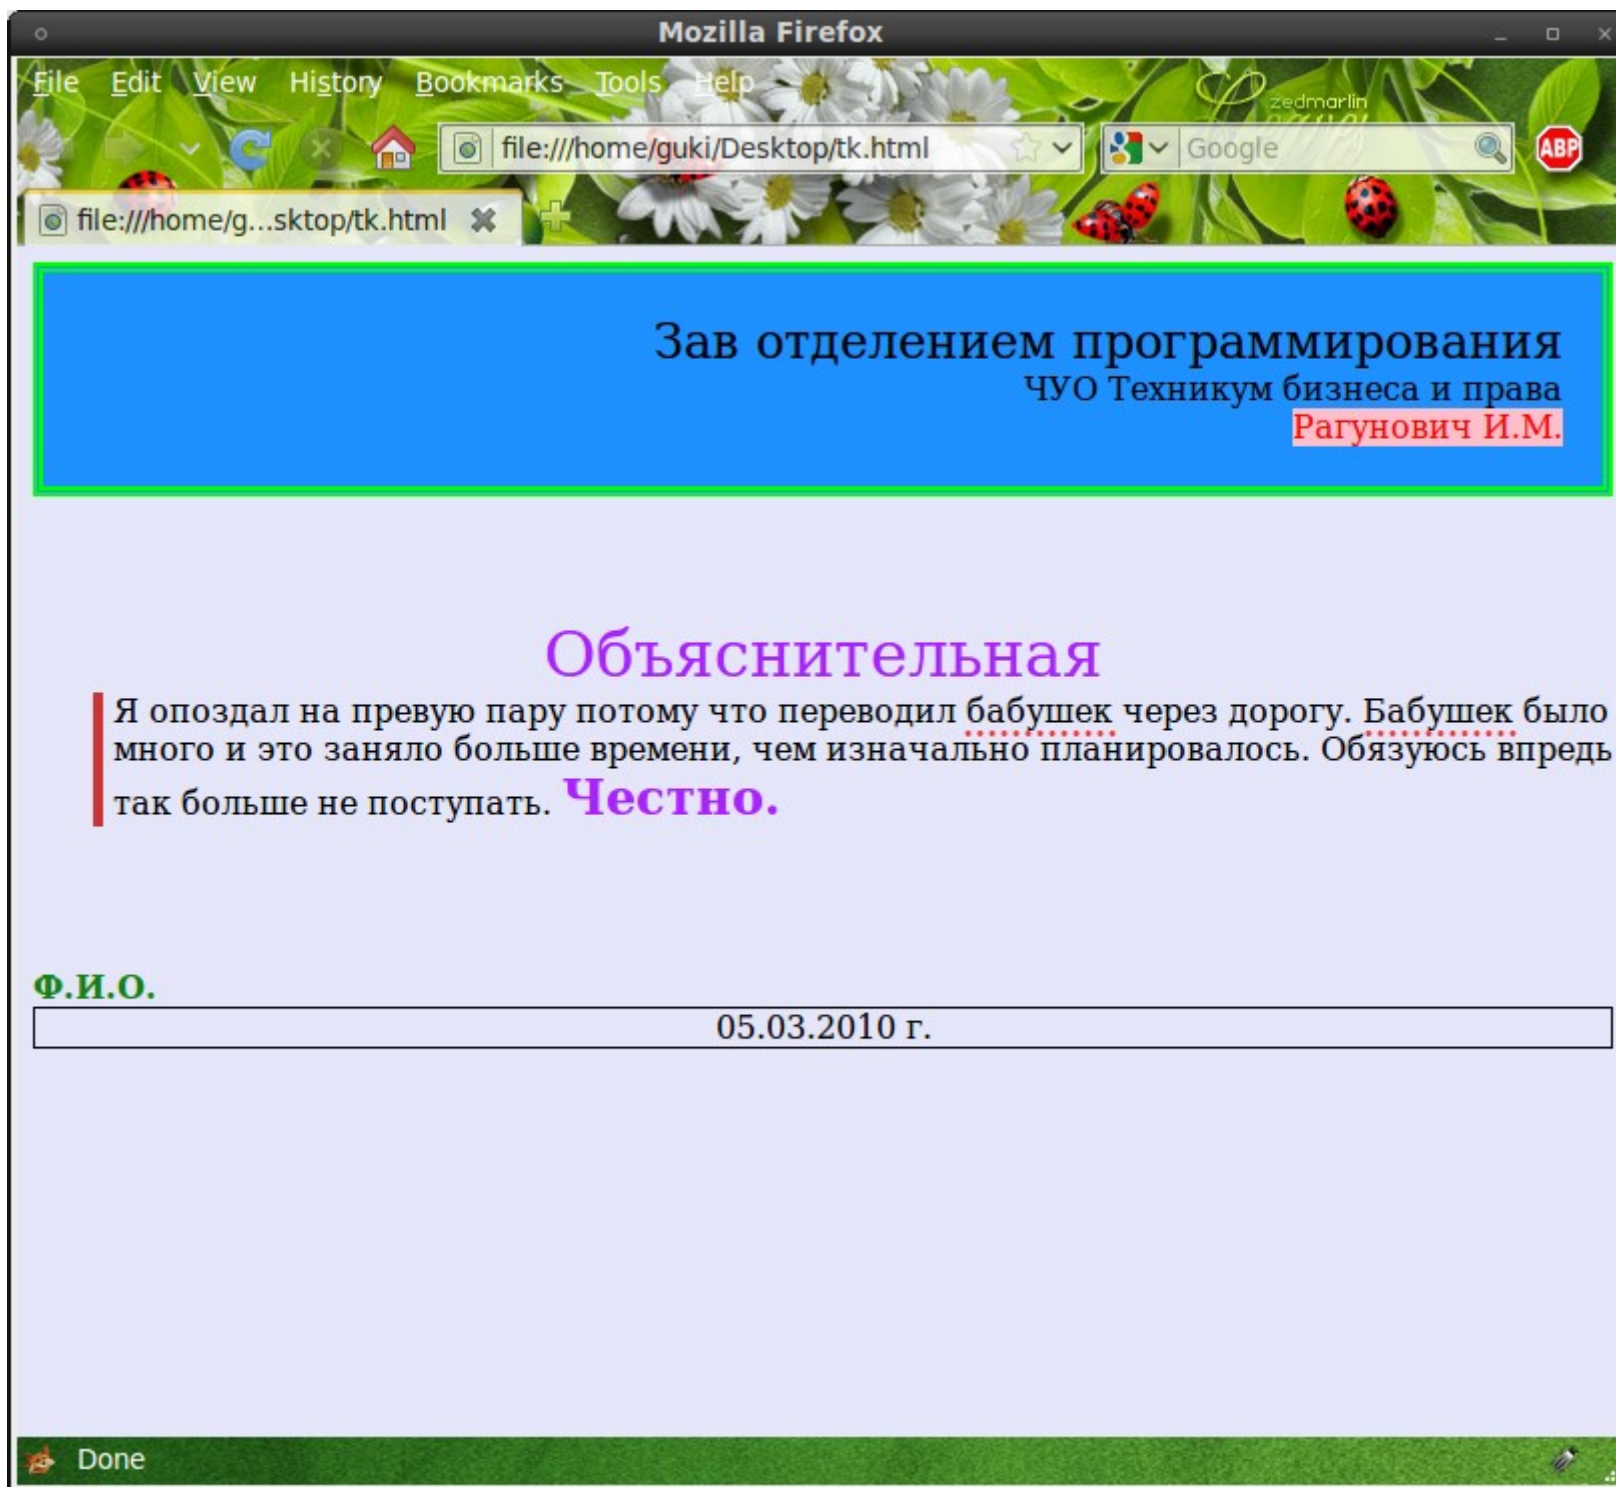 Mozilla Firefox
File Edit View History Bookmarks Tools Help
zedmarlin
file:///home/guki/Desktop/tk.html
Google
ABP
file:///home/g...sktop/tk.html
Зав отделением программирования
ЧУО Техникум бизнеса и права
Рагунович И.М.
Объяснительная
Я опоздал на превую пару потому что переводил бабушек через дорогу. Бабушек было
много и это заняло больше времени, чем изначально планировалось. Обязуюсь впредь
так больше не поступать. Честно.
Ф.И.О.
05.03.2010 г.
Done